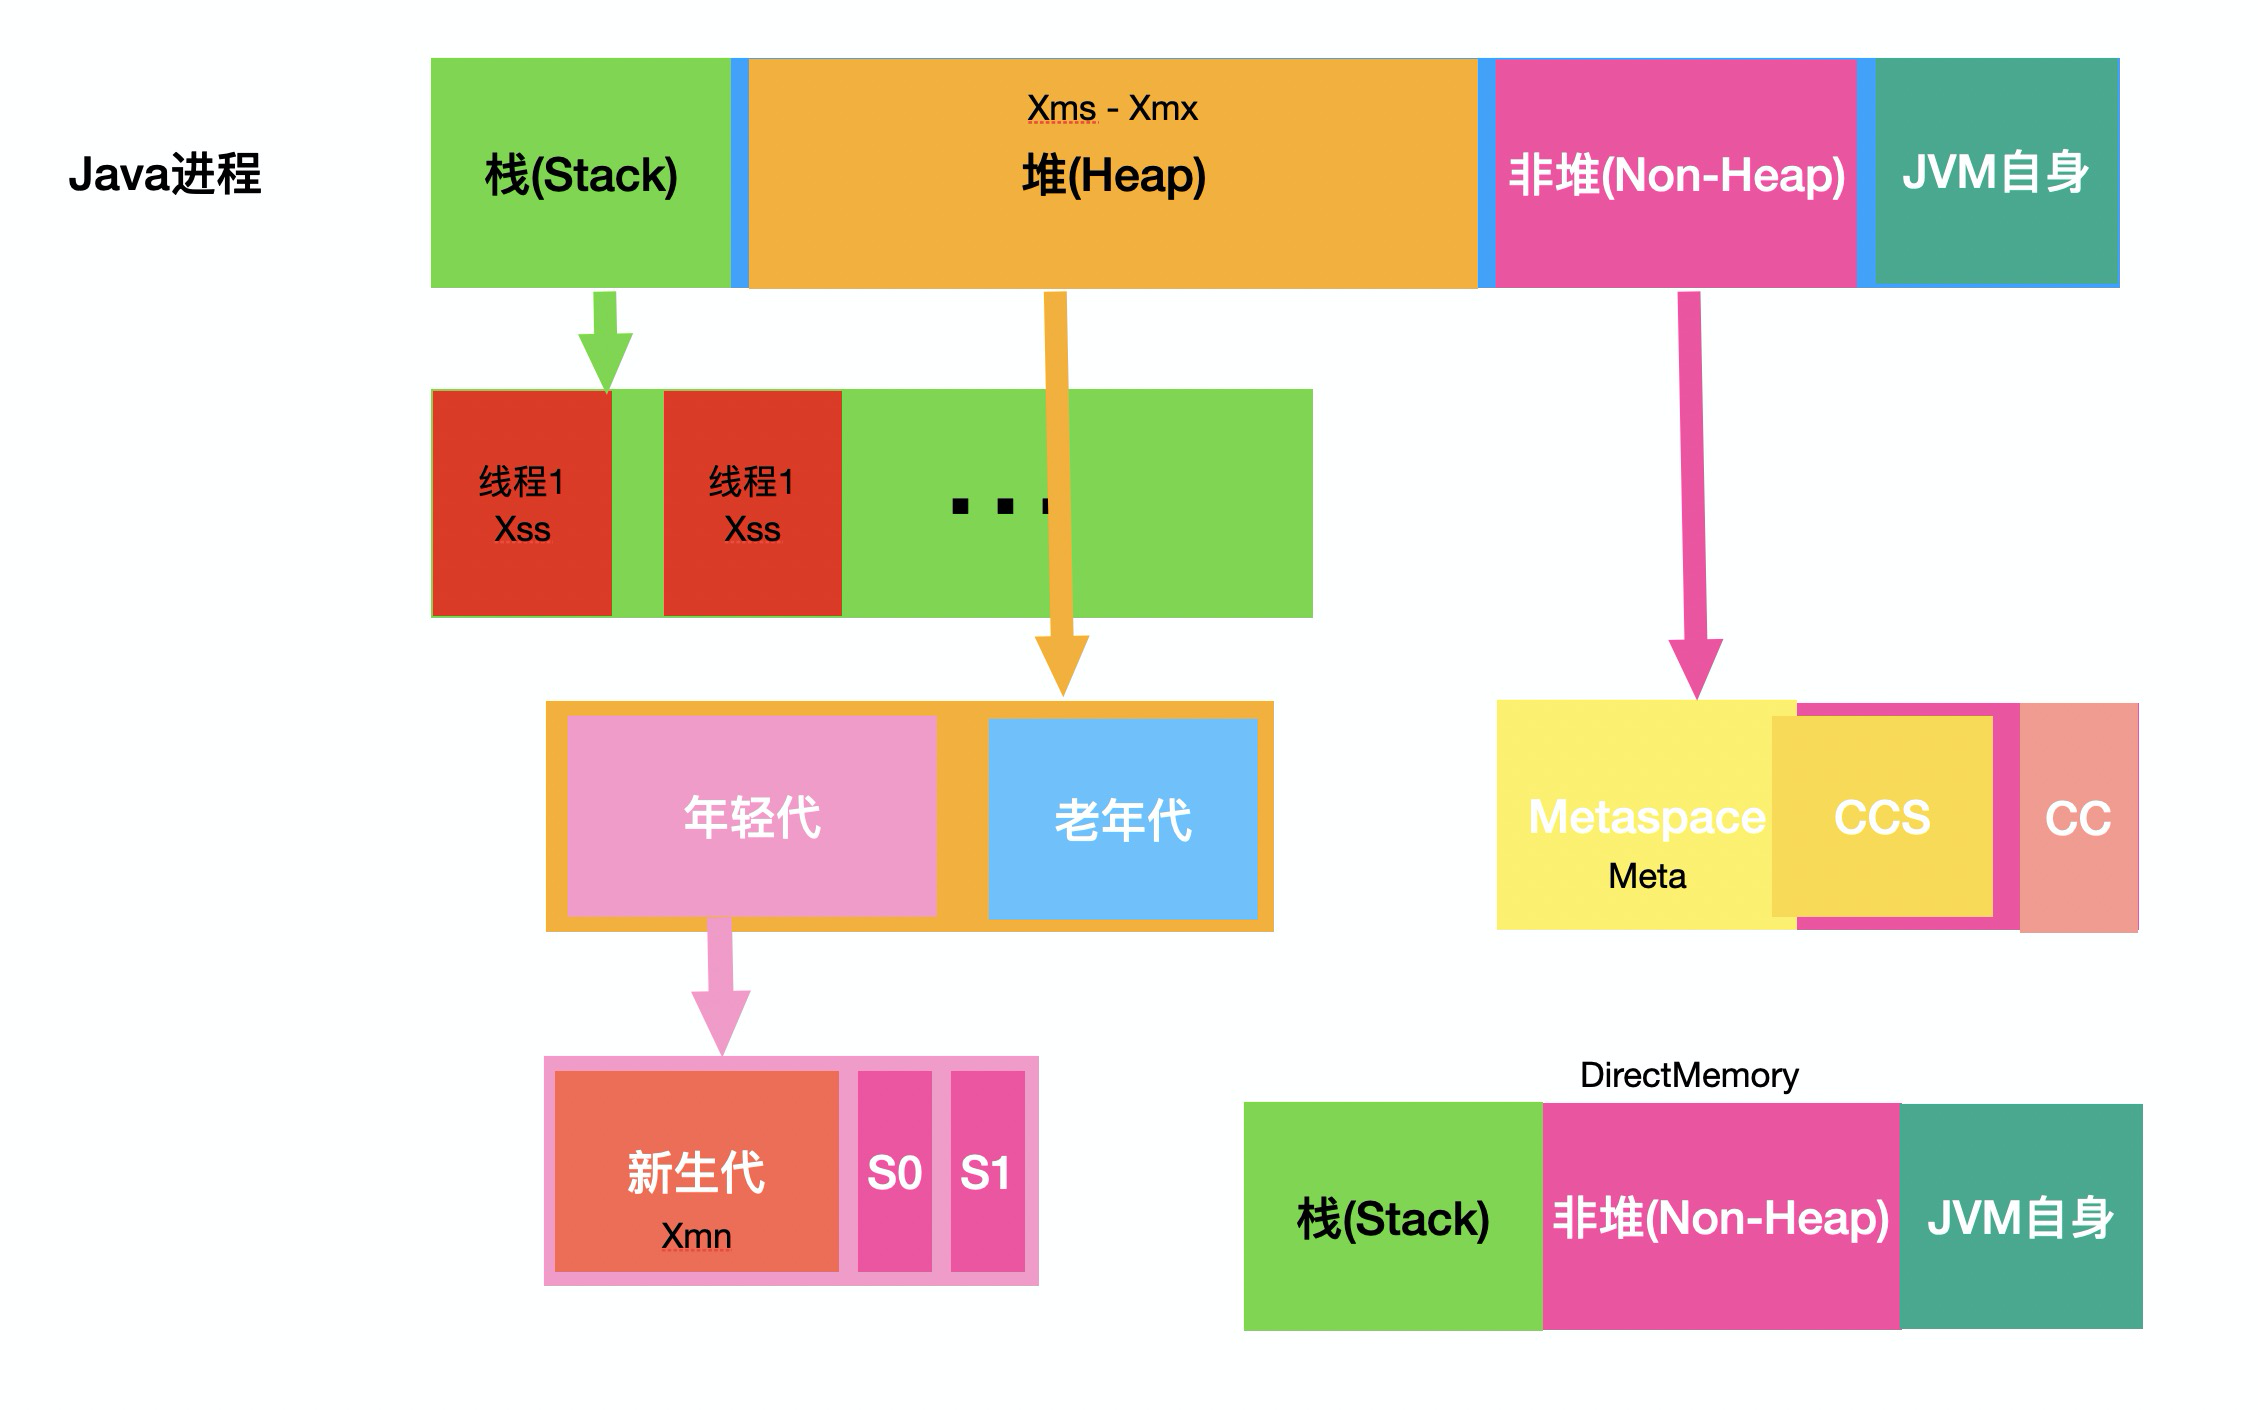 Xms - Xmx
Java进程
栈(Stack)
堆(Heap)
非堆(Non-Heap)
JVM自身
线程1
Xss
线程1
Xss
...
年轻代
老年代
Metaspace
Meta
CCS
CC
新生代
Xmn
S0
S1
DirectMemory
栈(Stack)
非堆(Non-Heap)
JVM自身